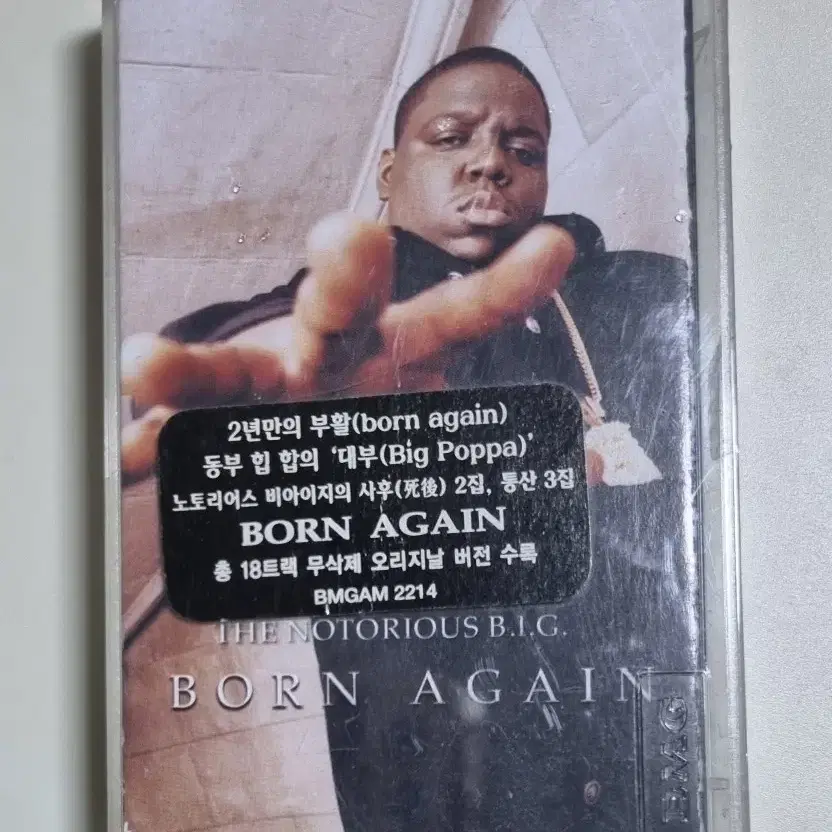 2년만의 부활(born again)
동부 힙 합의 '대부(Big Poppa)'
노토리어스 비아이지의 사후(死後) 2집, 통산 3집
BORN AGAIN
총 18트랙 무삭제 오리지날 버전 수록
BMGAM 2214
THE NOTORIOUS B.I.G.
BORN AGAIN
BMG